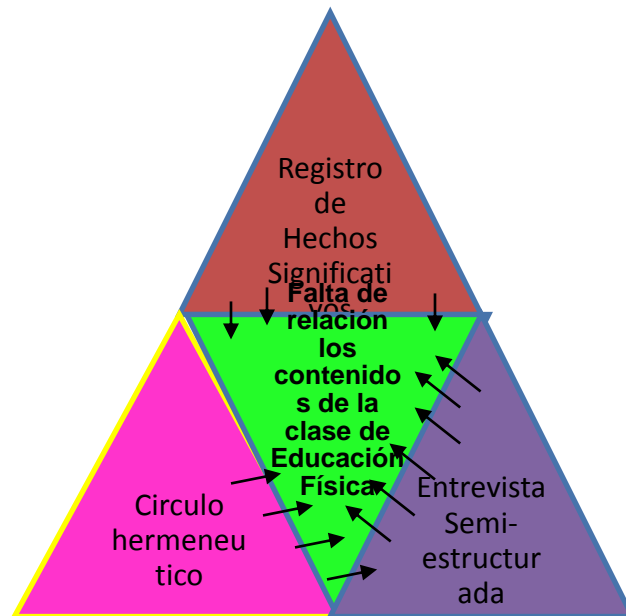 Registro
de
Hechos
Significati
vos
Falta de
relación
los
contenido
s de la
clase de
Educación
Física
Circulo
hermeneu
tico
Entrevista
Semi-
estructur
ada